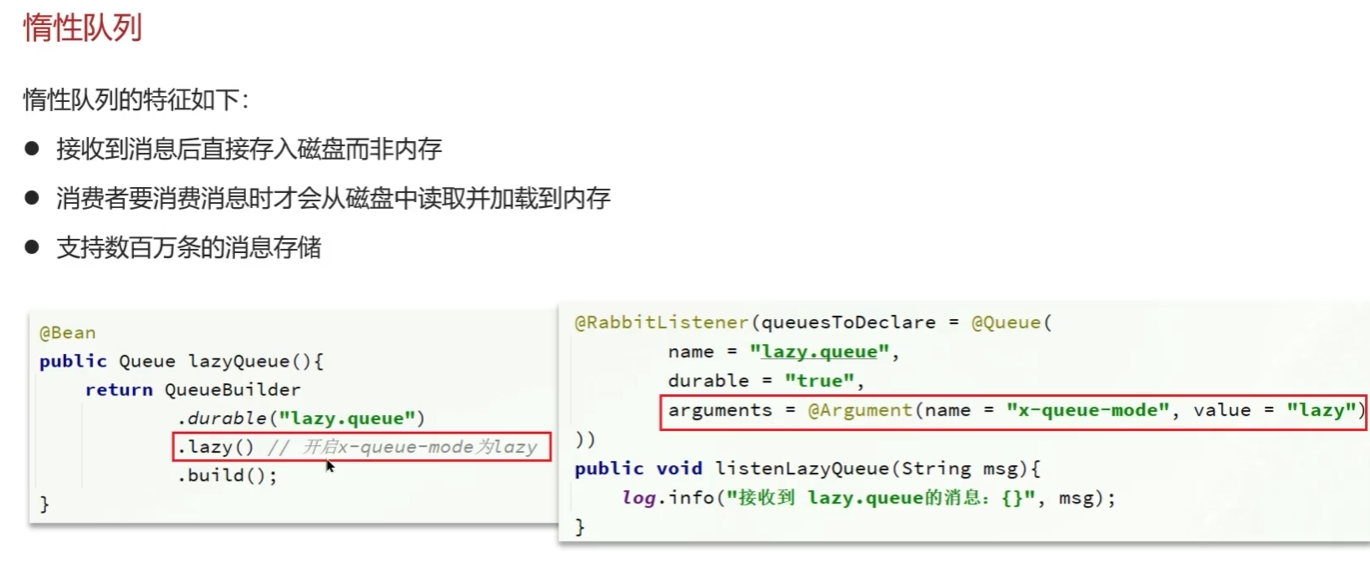 惰性队列
惰性队列的特征如下：
● 接收到消息后直接存入磁盘而非内存
● 消费者要消费消息时才会从磁盘中读取并加载到内存
● 支持数百万条的消息存储
@Bean
public Queue lazyQueue(){
    return QueueBuilder
            .durable("lazy.queue")
            .lazy() // 开启x-queue-mode为lazy
            .build();
}
@RabbitListener(queuesToDeclare = @Queue(
        name = "lazy.queue",
        durable = "true",
        arguments = @Argument(name = "x-queue-mode", value = "lazy")
))
public void listenLazyQueue(String msg){
    log.info("接收到 lazy.queue的消息：{}", msg);
}